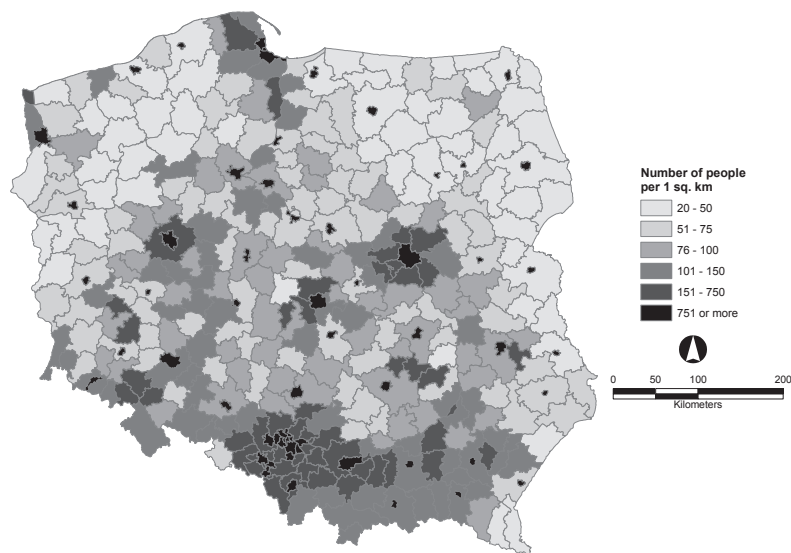 Number of people
per 1 sq. km
20 - 50
51 - 75
76 - 100
101 - 150
151 - 750
751 or more
0 50 100 200
Kilometers